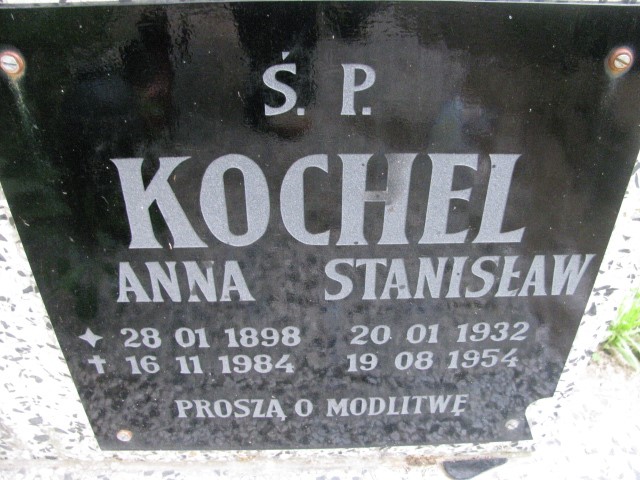 Ś. P.
KOCHEL
ANNA STANISŁAW
28 01 1898 20 01 1932
16 11 1984 19 08 1954
PROSZĄ O MODLITWĘ